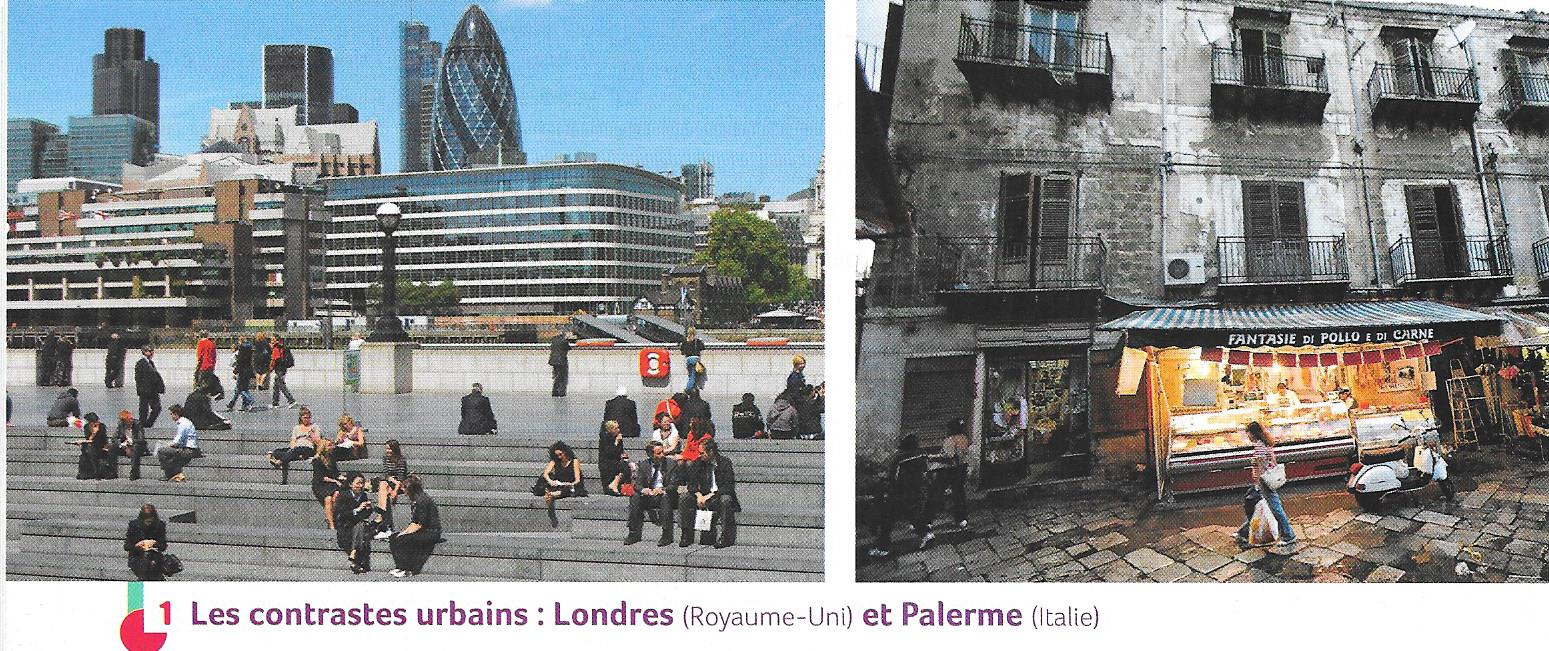 FANTASIE DI POLLO E DI CARNE
1 Les contrastes urbains : Londres (Royaume-Uni) et Palerme (Italie)